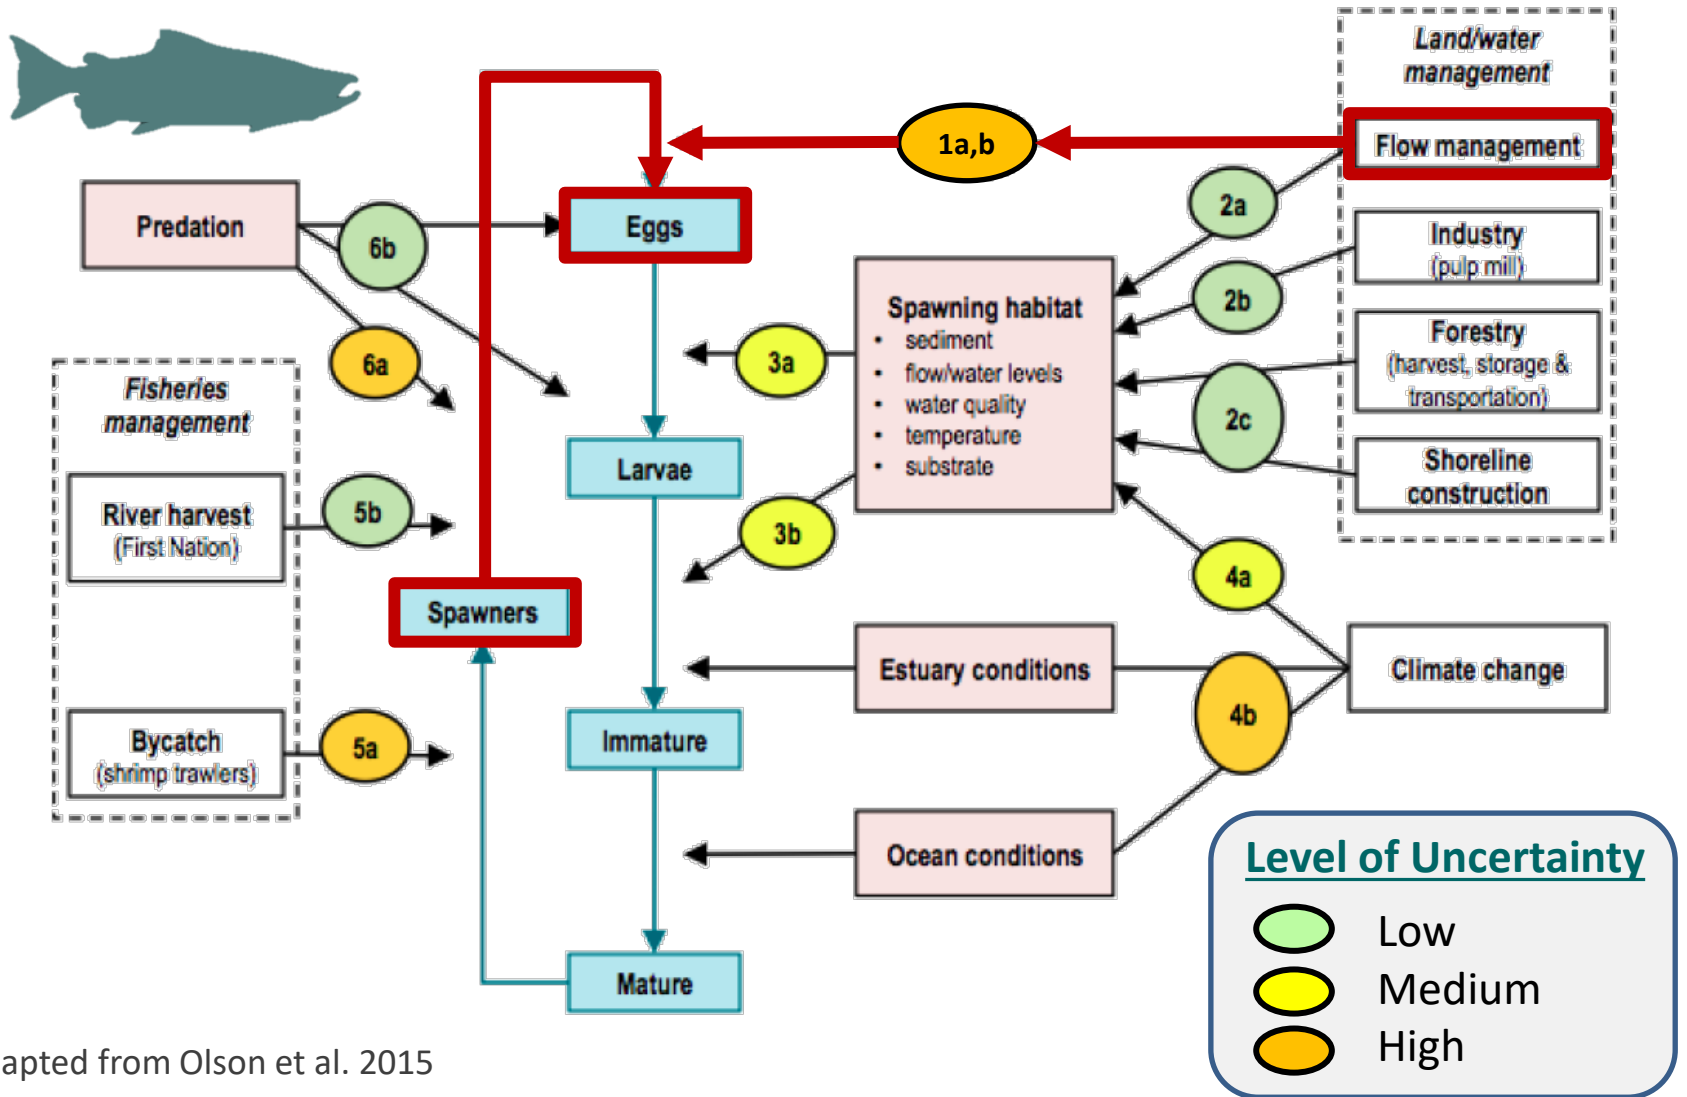 Land/water
management
Flow management
1a,b
2a
Predation
6b
Eggs
Industry
(pulp mill)
2b
Spawning habitat
• sediment
• flow/water levels
• water quality
• temperature
• substrate
Forestry
(harvest, storage &
transportation)
2c
3a
6a
Fisheries
management
Larvae
Shoreline
construction
River harvest
(First Nation)
5b
3b
4a
Spawners
Estuary conditions
Climate change
4b
Bycatch
(shrimp trawlers)
5a
Immature
Ocean conditions
Mature
Level of Uncertainty
Low
Medium
High
apted from Olson et al. 2015